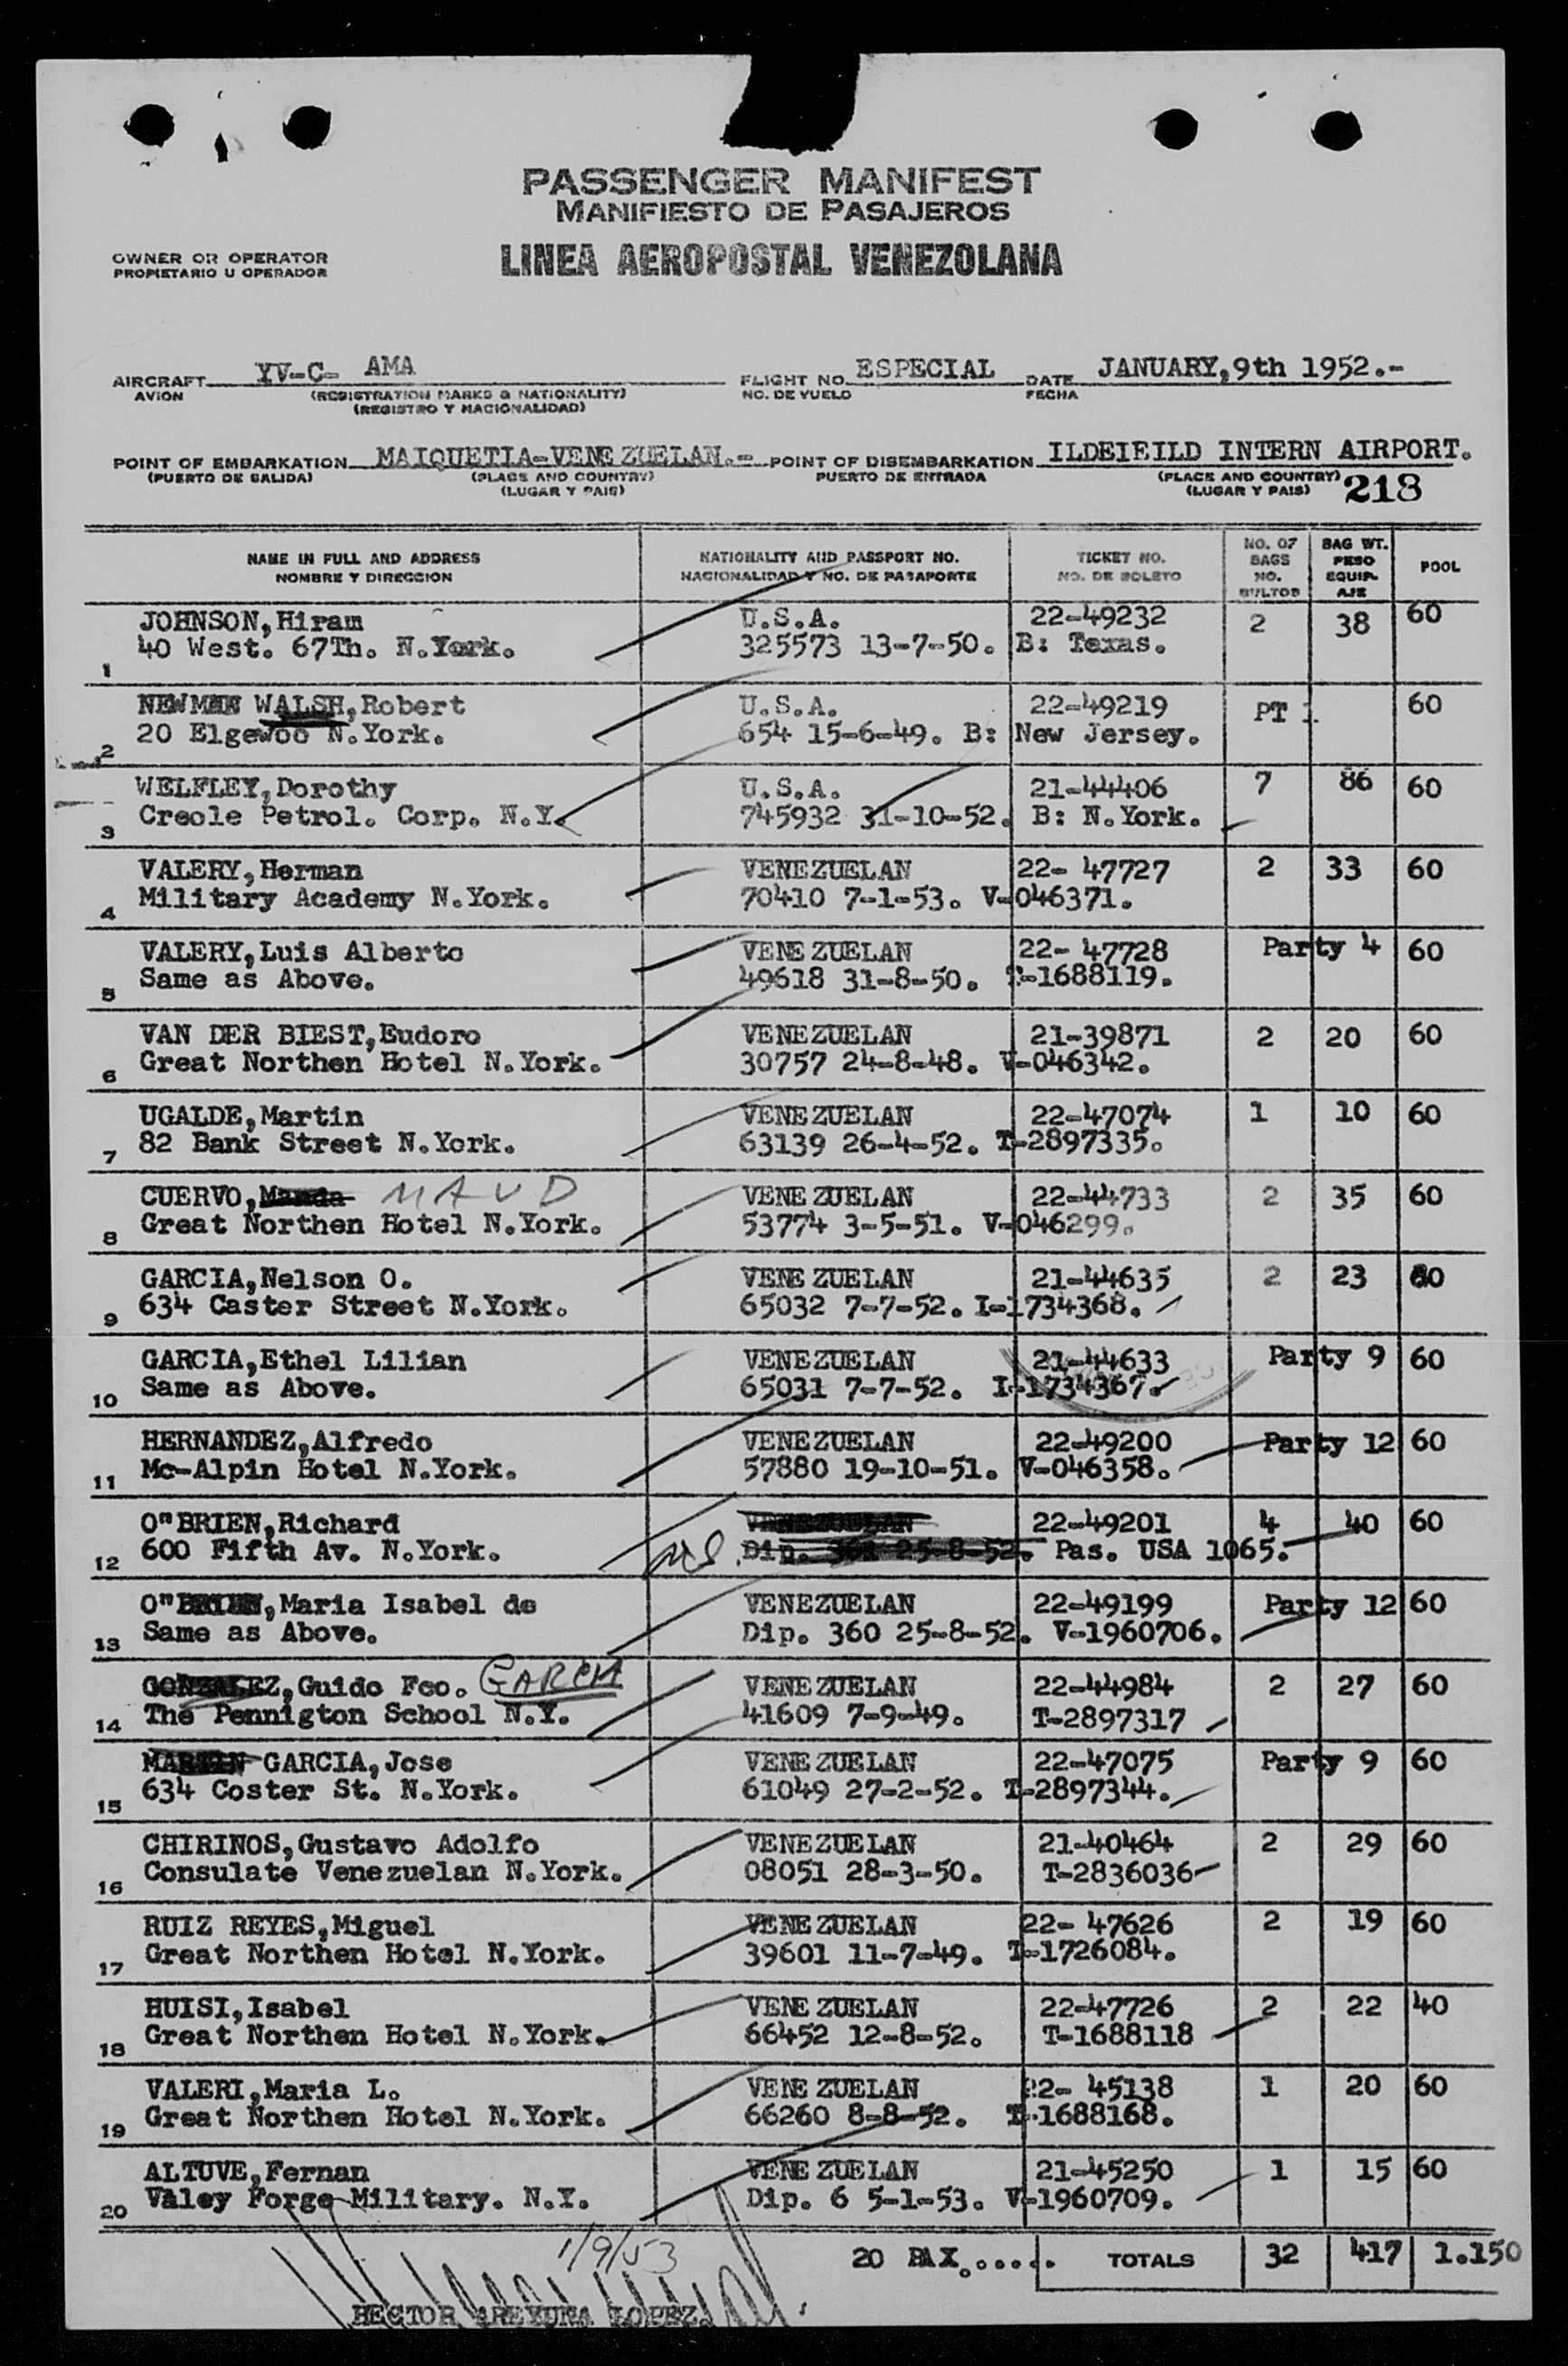 PASSENGER MANIFEST
MANIFIESTO DE PASAJEROS
OWNER OR OPERATOR
PROPIETARIO U OPERADOR
LINEA AEROPOSTAL VENEZOLANA
AIRCRAFT YV-C- AMA FLIGHT NO. ESPECIAL DATE JANUARY,9th 1952.-
AVION (REGISTRATION MARKS & NATIONALITY) NO. DE VUELO FECHA
(REGISTRO Y NACIONALIDAD)
POINT OF EMBARKATION MAIQUETIA-VENEZUELAN.- POINT OF DISEMBARKATION ILDEIEILD INTERN AIRPORT.
(PUERTO DE SALIDA) (PLACE AND COUNTRY) PUERTO DE ENTRADA (PLACE AND COUNTRY)
(LUGAR Y PAIS) (LUGAR Y PAIS) 218
NAME IN FULL AND ADDRESS NATIONALITY AND PASSPORT NO. TICKET NO. NO. OF BAGS BAG WT. POOL
NOMBRE Y DIRECCION NACIONALIDAD Y NO. DE PASAPORTE NO. DE BOLETO NO. BULTOS PESO EQUIP-AJE
JOHNSON,Hiram U.S.A. 22-49232 2 38 60
1 40 West. 67Th. N.York. 325573 13-7-50. B: Texas.
NEWMAN WALSH,Robert U.S.A. 22-49219 PT 1 60
2 20 Elgewoo N.York. 654 15-6-49. B: New Jersey.
WELFLEY,Dorothy U.S.A. 21-44406 7 86 60
3 Creole Petrol. Corp. N.Y. 745932 31-10-52. B: N.York.
VALERY,Herman VENEZUELAN 22- 47727 2 33 60
4 Military Academy N.York. 70410 7-1-53. V-046371.
VALERY,Luis Alberto VENEZUELAN 22- 47728 Party 4 60
5 Same as Above. 49618 31-8-50. T-1688119.
VAN DER BIEST,Eudoro VENEZUELAN 21-39871 2 20 60
6 Great Northen Hotel N.York. 30757 24-8-48. V-046342.
UGALDE,Martin VENEZUELAN 22-47074 1 10 60
7 82 Bank Street N.York. 63139 26-4-52. T-2897335.
CUERVO, MAUD VENEZUELAN 22-44733 2 35 60
8 Great Northen Hotel N.York. 53774 3-5-51. V-046299.
GARCIA,Nelson O. VENEZUELAN 21-44635 2 23 60
9 634 Caster Street N.York. 65032 7-7-52. I-1734368.
GARCIA,Ethel Lilian VENEZUELAN 21-44633 Party 9 60
10 Same as Above. 65031 7-7-52. I-1734367.
HERNANDEZ,Alfredo VENEZUELAN 22-49200 Party 12 60
11 Mc-Alpin Hotel N.York. 57880 19-10-51. V-046358.
O"BRIEN,Richard VENEZUELAN 22-49201 4 40 60
12 600 Fifth Av. N.York. Dip. 361 25-8-52. Pas. USA 1065.
O"BRIEN,Maria Isabel de VENEZUELAN 22-49199 Party 12 60
13 Same as Above. Dip. 360 25-8-52. V-1960706.
GONZALEZ,Guido Fco. GARCIA VENEZUELAN 22-44984 2 27 60
14 The Pennigton School N.Y. 41609 7-9-49. T-2897317
MARTIN GARCIA,Jose VENEZUELAN 22-47075 Party 9 60
15 634 Coster St. N.York. 61049 27-2-52. T-2897344.
CHIRINOS,Gustavo Adolfo VENEZUELAN 21-40464 2 29 60
16 Consulate Venezuelan N.York. 08051 28-3-50. T-2836036
RUIZ REYES,Miguel VENEZUELAN 22- 47626 2 19 60
17 Great Northen Hotel N.York. 39601 11-7-49. T-1726084.
HUISI,Isabel VENEZUELAN 22-47726 2 22 40
18 Great Northen Hotel N.York. 66452 12-8-52. T-1688118
VALERI,Maria L. VENEZUELAN 22- 45138 1 20 60
19 Great Northen Hotel N.York. 66260 8-8-52. T-1688168.
ALTUVE,Fernan VENEZUELAN 21-45250 1 15 60
20 Valey Forge Military. N.Y. Dip. 6 5-1-53. V-1960709.
1/9/53 20 PAX..... TOTALS 32 417 1.150
HECTOR LOPEZ.